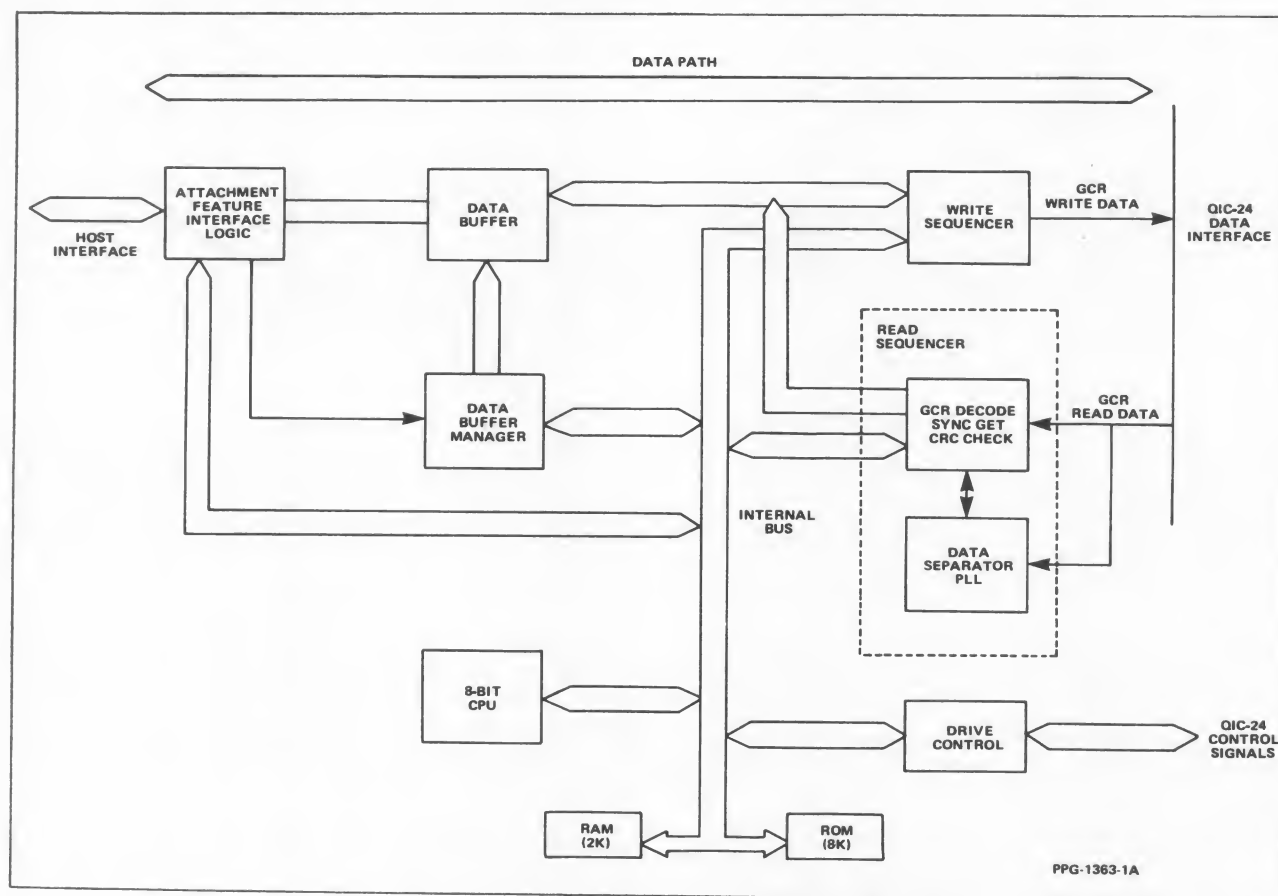 DATA PATH
ATTACHMENT
FEATURE
INTERFACE
LOGIC
HOST
INTERFACE
DATA
BUFFER
WRITE
SEQUENCER
GCR
WRITE DATA
QIC-24
DATA
INTERFACE
READ
SEQUENCER
DATA
BUFFER
MANAGER
GCR DECODE
SYNC GET
CRC CHECK
GCR
READ DATA
INTERNAL
BUS
DATA
SEPARATOR
PLL
8-BIT
CPU
DRIVE
CONTROL
QIC-24
CONTROL
SIGNALS
RAM
(2K)
ROM
(8K)
PPG-1363-1A